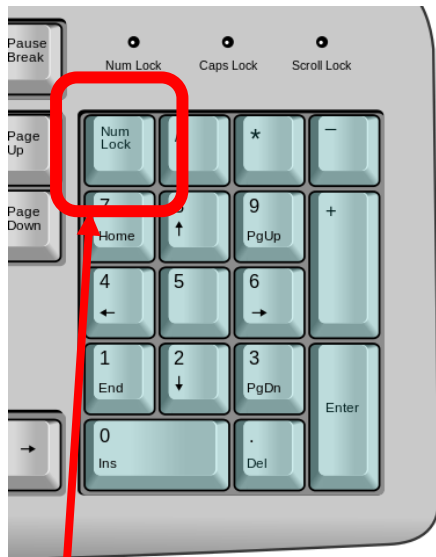 Pause
Break
Num Lock
Caps Lock
Scroll Lock
Page
Up
Num
Lock
*
−
Page
Down
7
Home
↑
9
PgUp
+
4
←
5
6
→
1
End
2
↓
3
PgDn
Enter
→
0
Ins
.
Del